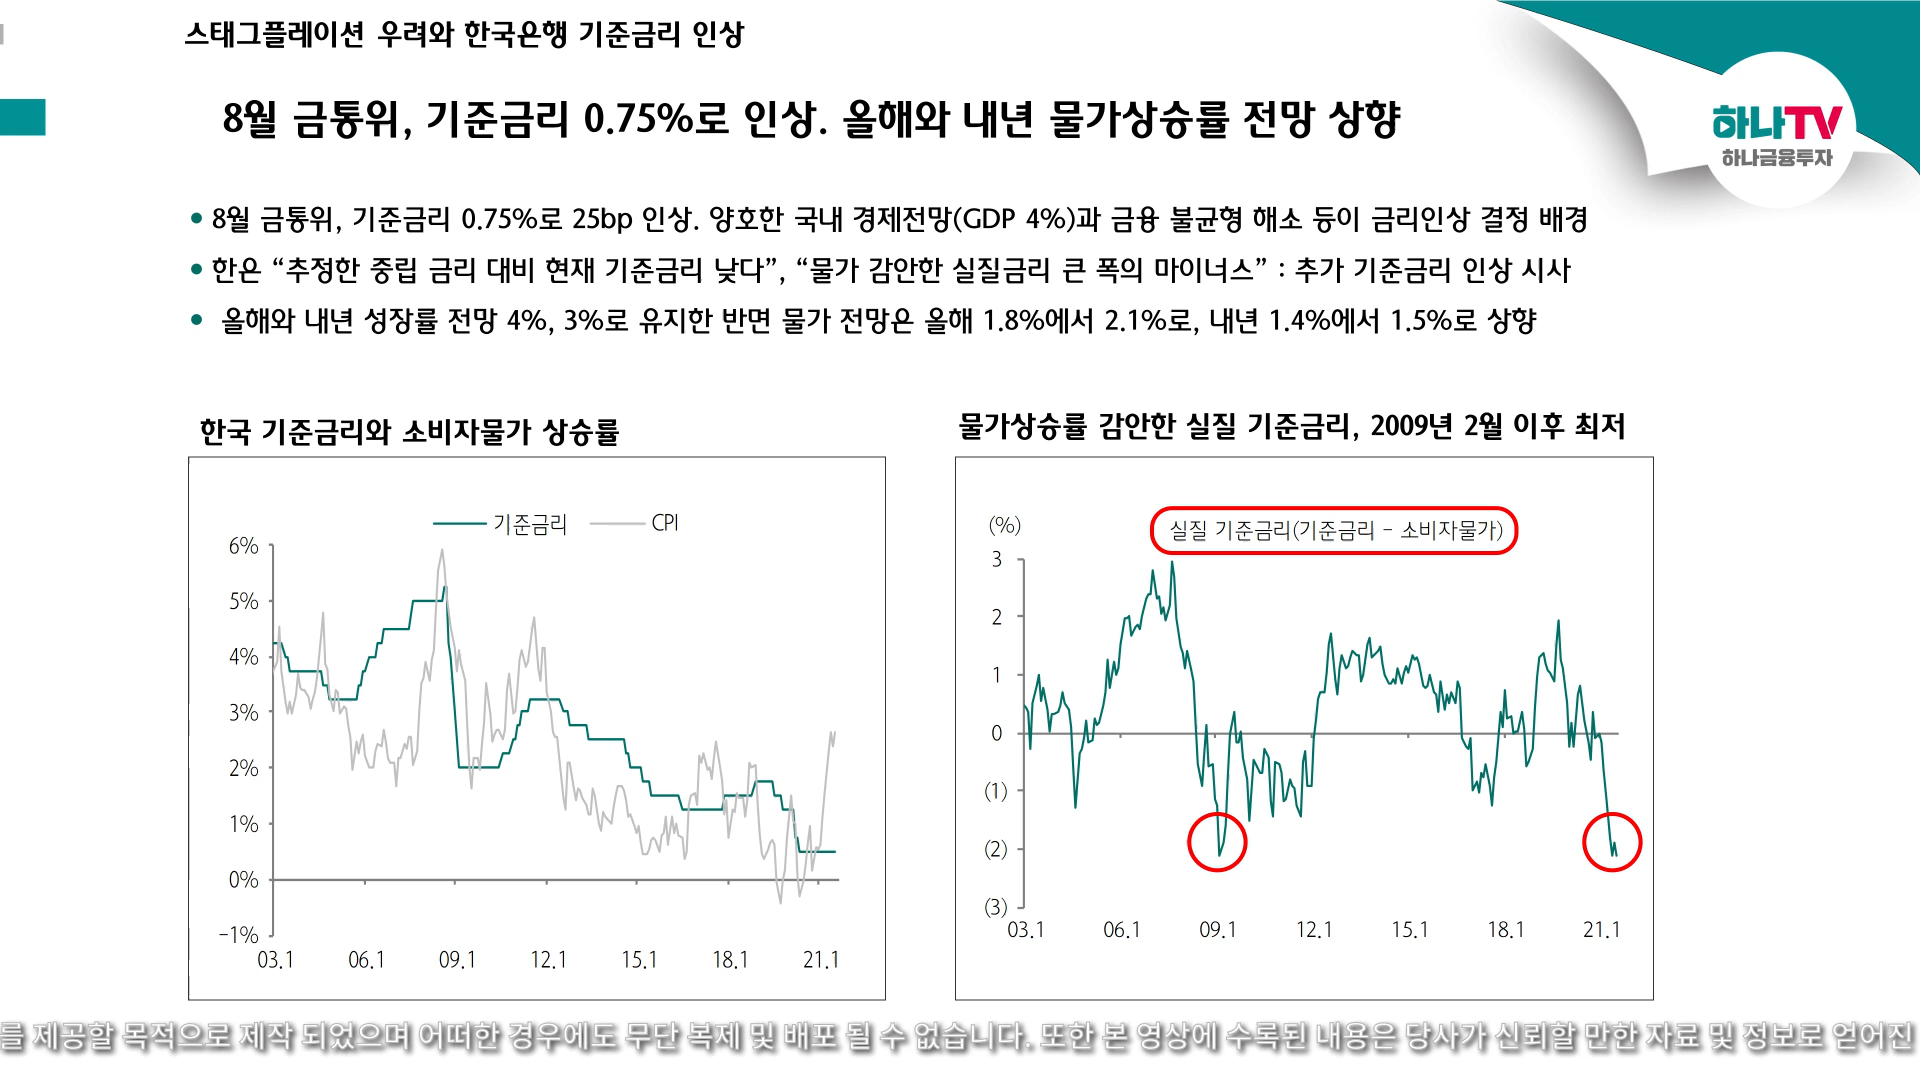 스태그플레이션 우려와 한국은행 기준금리 인상
8월 금통위, 기준금리 0.75%로 인상. 올해와 내년 물가상승률 전망 상향
하나TV
하나금융투자
• 8월 금통위, 기준금리 0.75%로 25bp 인상. 양호한 국내 경제전망(GDP 4%)과 금융 불균형 해소 등이 금리인상 결정 배경
• 한은 “추정한 중립 금리 대비 현재 기준금리 낮다”, “물가 감안한 실질금리 큰 폭의 마이너스” : 추가 기준금리 인상 시사
• 올해와 내년 성장률 전망 4%, 3%로 유지한 반면 물가 전망은 올해 1.8%에서 2.1%로, 내년 1.4%에서 1.5%로 상향
한국 기준금리와 소비자물가 상승률
기준금리 CPI
6%
5%
4%
3%
2%
1%
0%
-1%
03.1 06.1 09.1 12.1 15.1 18.1 21.1
물가상승률 감안한 실질 기준금리, 2009년 2월 이후 최저
(%)
실질 기준금리(기준금리 - 소비자물가)
3
2
1
0
(1)
(2)
(3)
03.1 06.1 09.1 12.1 15.1 18.1 21.1
를 제공할 목적으로 제작 되었으며 어떠한 경우에도 무단 복제 및 배포 될 수 없습니다. 또한 본 영상에 수록된 내용은 당사가 신뢰할 만한 자료 및 정보로 얻어진